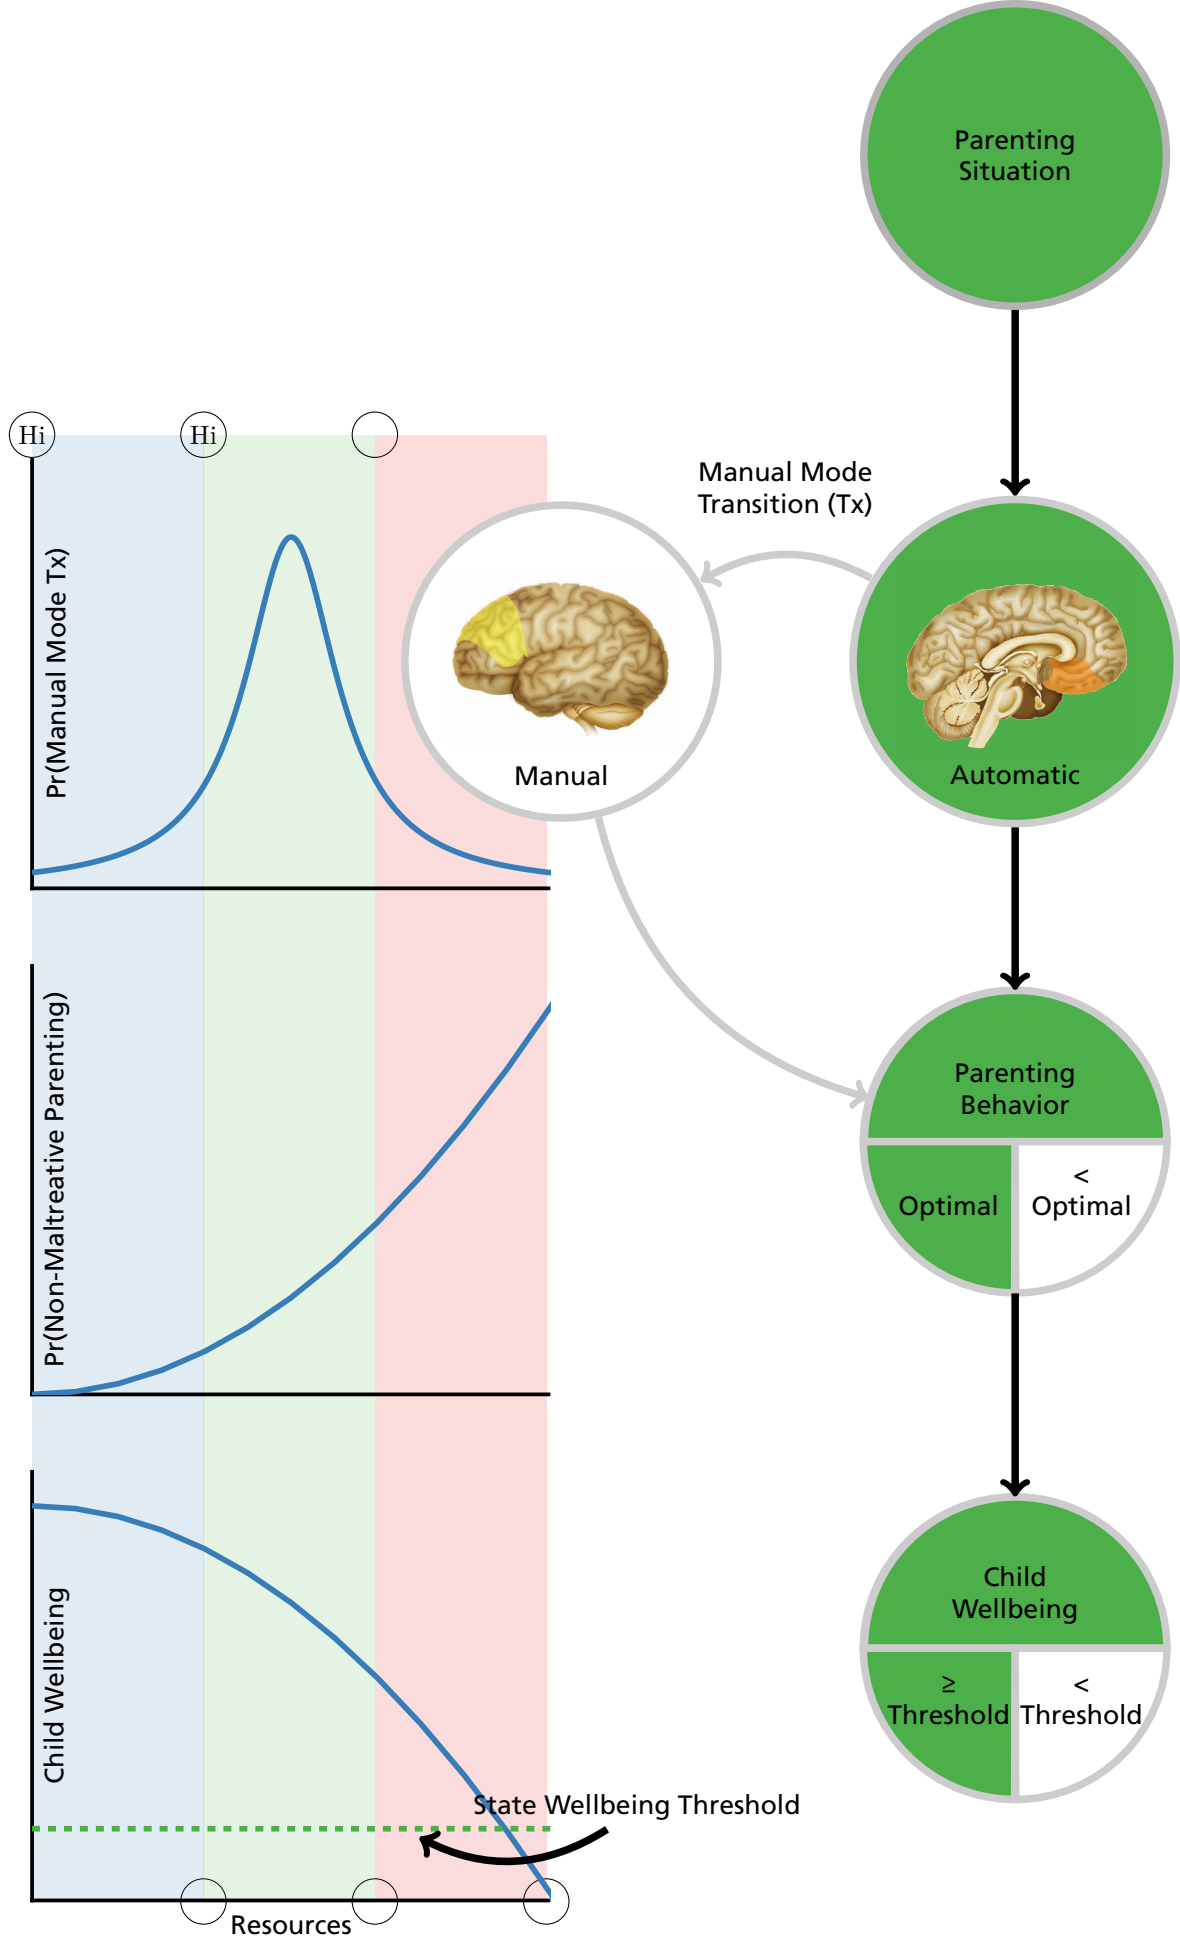 Parenting
Situation
Hi
Hi
Manual Mode
Transition (Tx)
Pr(Manual Mode Tx)
Manual
Automatic
Pr(Non-Maltreative Parenting)
Parenting
Behavior
Optimal
<
Optimal
Child Wellbeing
Child
Wellbeing
≥
Threshold
<
Threshold
State Wellbeing Threshold
Resources